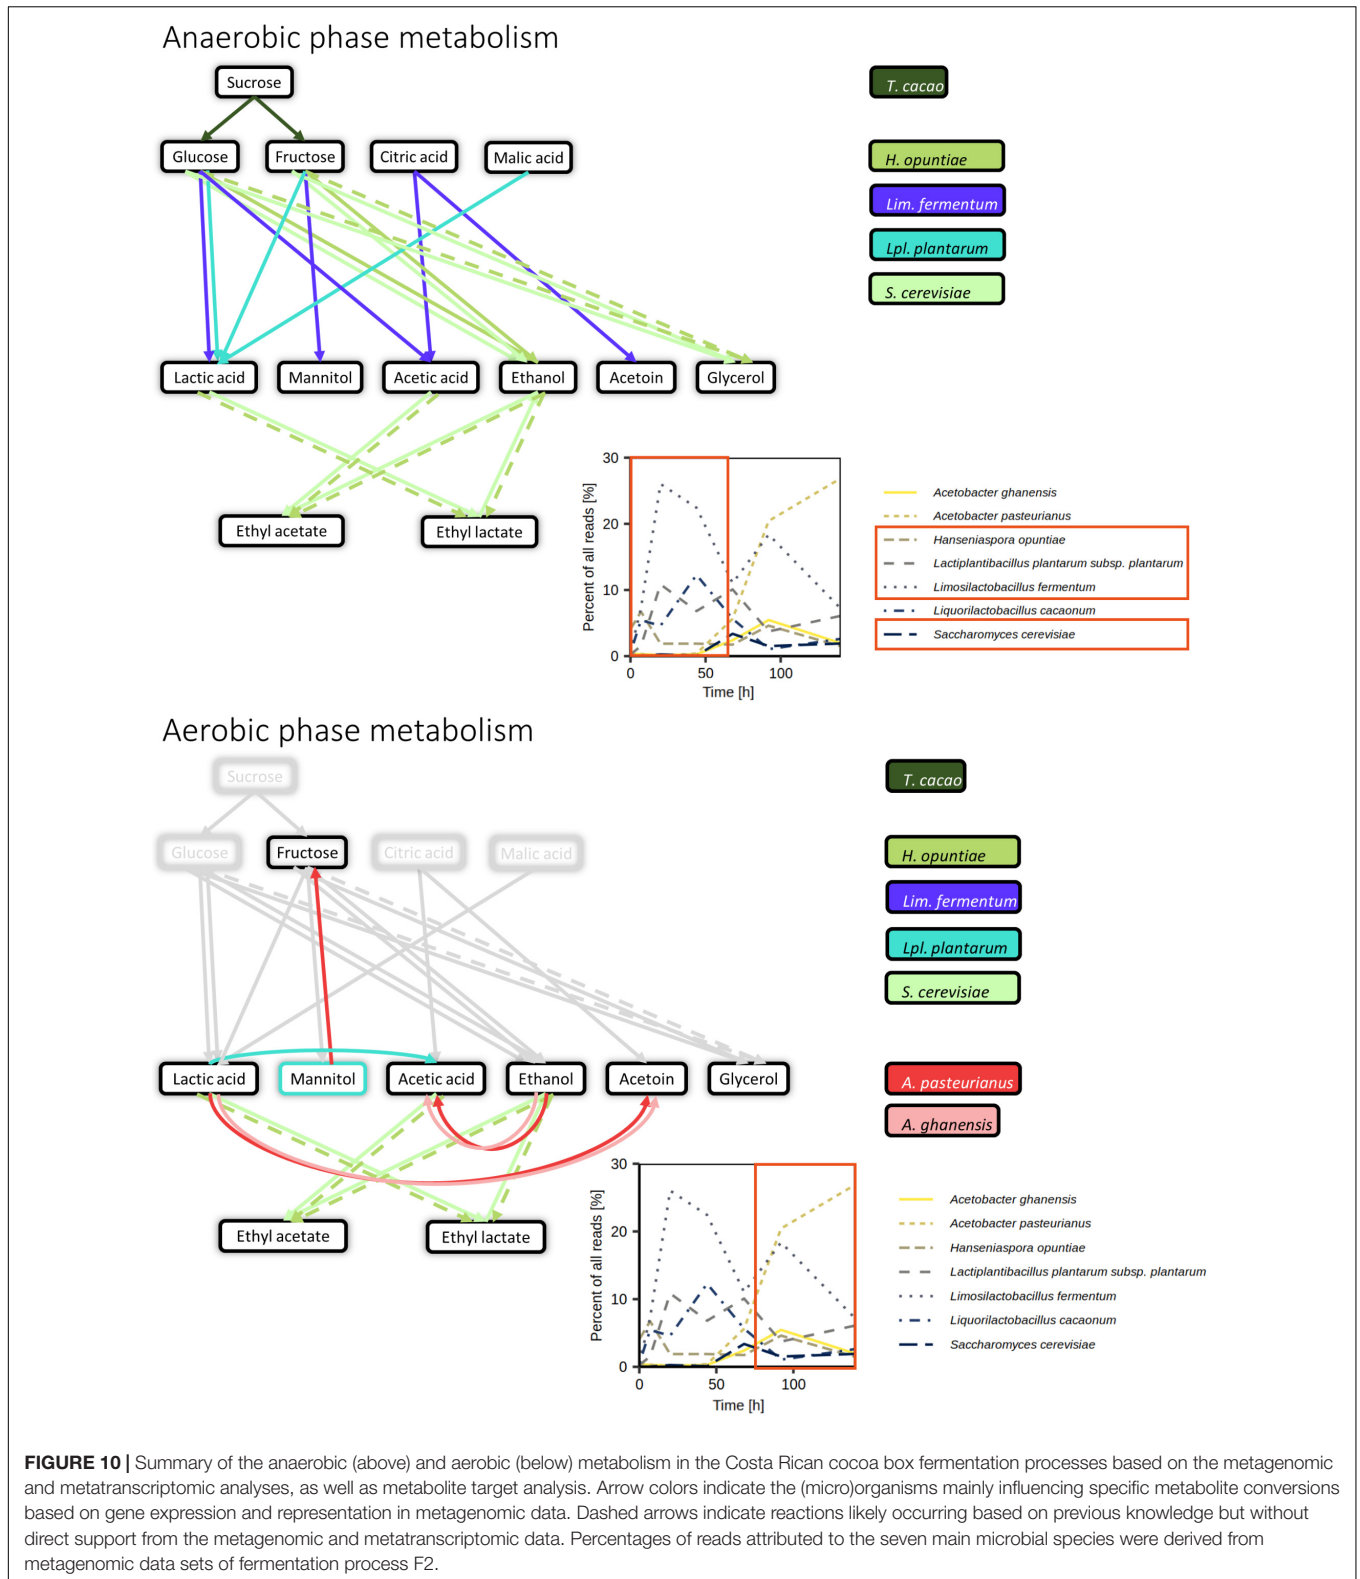 Anaerobic phase metabolism
Sucrose
T. cacao
Glucose
Fructose
Citric acid
Malic acid
H. opuntiae
Lim. fermentum
Lpl. plantarum
S. cerevisiae
Lactic acid
Mannitol
Acetic acid
Ethanol
Acetoin
Glycerol
Ethyl acetate
Ethyl lactate
30
20
10
0
Percent of all reads [%]
0
50
100
Time [h]
Acetobacter ghanensis
Acetobacter pasteurianus
Hanseniaspora opuntiae
Lactiplantibacillus plantarum subsp. plantarum
Limosilactobacillus fermentum
Liquorilactobacillus cacaonum
Saccharomyces cerevisiae
Aerobic phase metabolism
Sucrose
T. cacao
Glucose
Fructose
Citric acid
Malic acid
H. opuntiae
Lim. fermentum
Lpl. plantarum
S. cerevisiae
Lactic acid
Mannitol
Acetic acid
Ethanol
Acetoin
Glycerol
A. pasteurianus
A. ghanensis
Ethyl acetate
Ethyl lactate
30
20
10
0
Percent of all reads [%]
0
50
100
Time [h]
Acetobacter ghanensis
Acetobacter pasteurianus
Hanseniaspora opuntiae
Lactiplantibacillus plantarum subsp. plantarum
Limosilactobacillus fermentum
Liquorilactobacillus cacaonum
Saccharomyces cerevisiae
FIGURE 10 | Summary of the anaerobic (above) and aerobic (below) metabolism in the Costa Rican cocoa box fermentation processes based on the metagenomic
and metatranscriptomic analyses, as well as metabolite target analysis. Arrow colors indicate the (micro)organisms mainly influencing specific metabolite conversions
based on gene expression and representation in metagenomic data. Dashed arrows indicate reactions likely occurring based on previous knowledge but without
direct support from the metagenomic and metatranscriptomic data. Percentages of reads attributed to the seven main microbial species were derived from
metagenomic data sets of fermentation process F2.